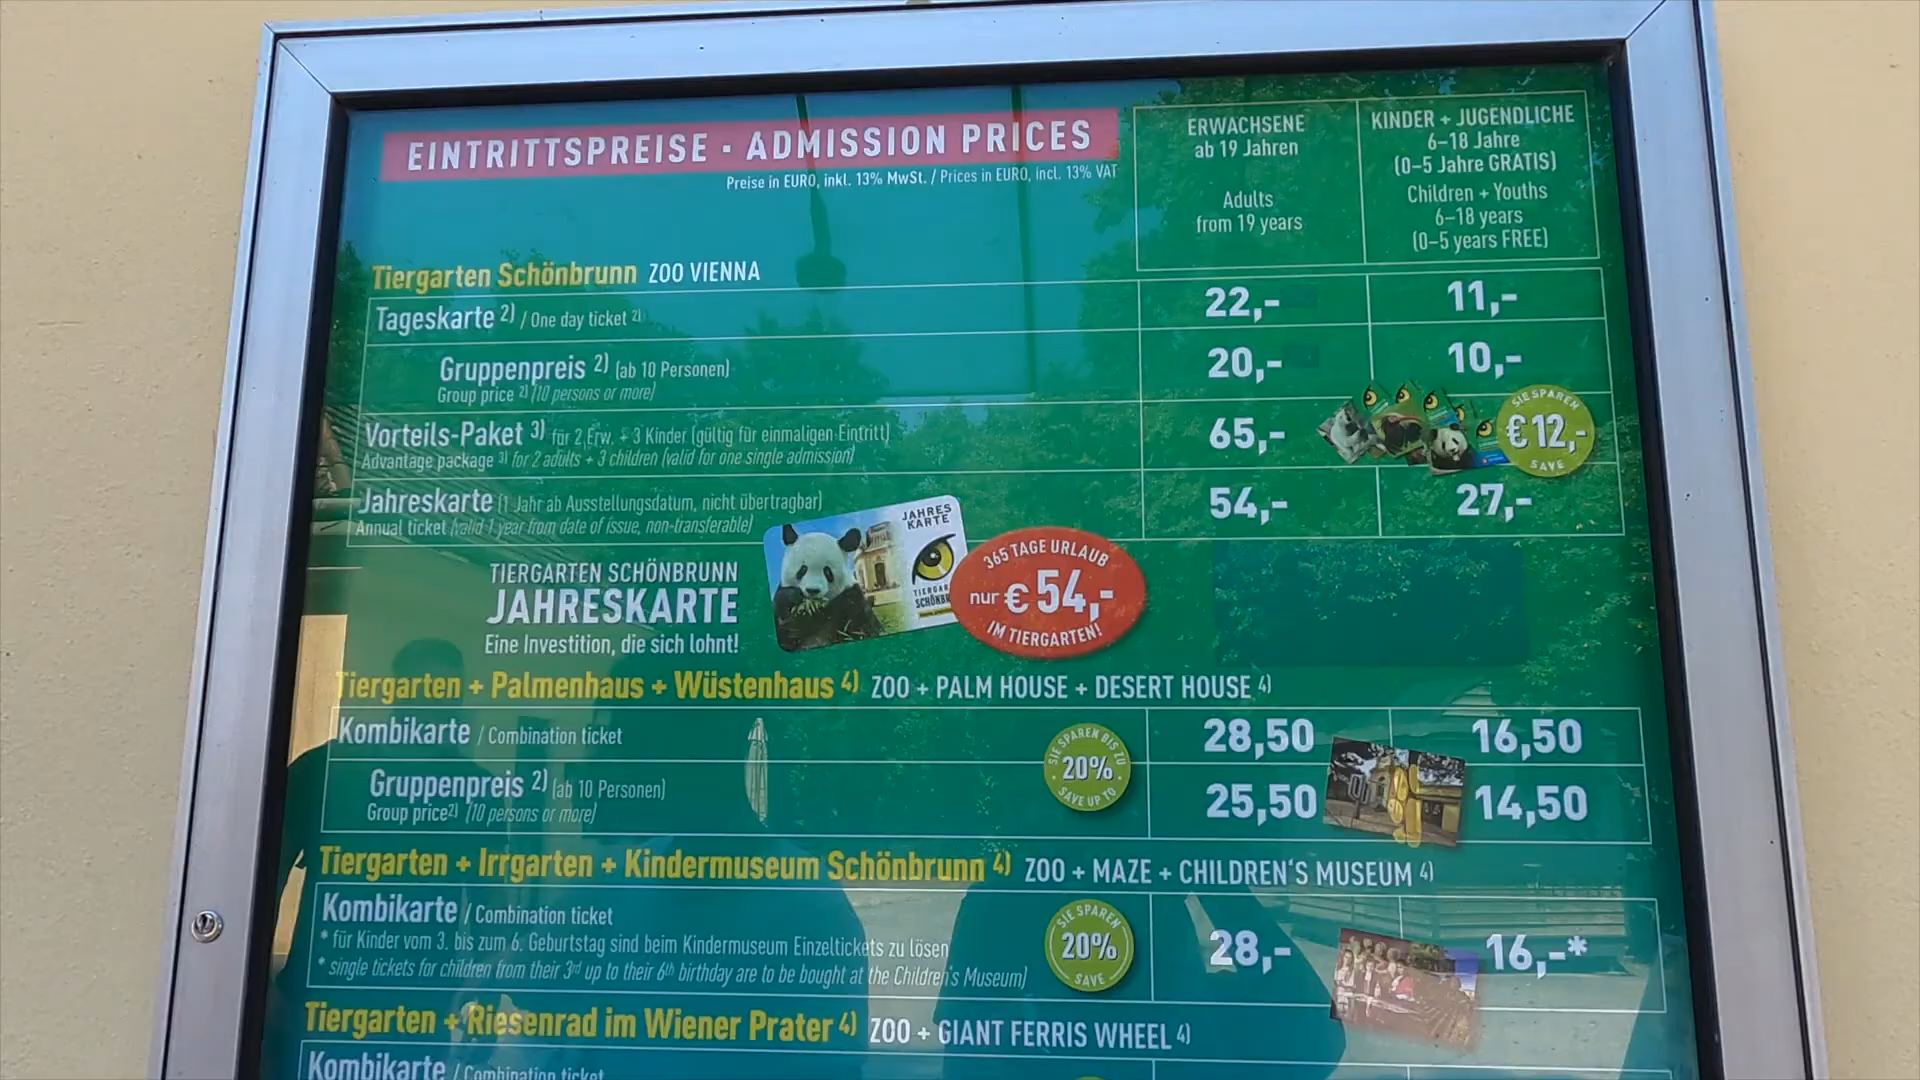 EINTRITTSPREISE · ADMISSION PRICES
Preise in EURO, inkl. 13% MwSt. / Prices in EURO, incl. 13% VAT
ERWACHSENE
ab 19 Jahren
Adults
from 19 years
KINDER + JUGENDLICHE
6–18 Jahre
(0–5 Jahre GRATIS)
Children + Youths
6–18 years
(0–5 years FREE)
Tiergarten Schönbrunn ZOO VIENNA
Tageskarte 2) / One day ticket 2) 22,- 11,-
Gruppenpreis 2) (ab 10 Personen) 20,- 10,-
Group price 2) (10 persons or more)
Vorteils-Paket 3) für 2 Erw. + 3 Kinder (gültig für einmaligen Eintritt) 65,-
Advantage package 3) for 2 adults + 3 children (valid for one single admission)
SIE SPAREN
€ 12,-
SAVE
Jahreskarte (1 Jahr ab Ausstellungsdatum, nicht übertragbar) 54,- 27,-
Annual ticket (valid 1 year from date of issue, non-transferable)
TIERGARTEN SCHÖNBRUNN
JAHRESKARTE
Eine Investition, die sich lohnt!
JAHRES
KARTE
365 TAGE URLAUB
nur € 54,-
IM TIERGARTEN!
Tiergarten + Palmenhaus + Wüstenhaus 4) ZOO + PALM HOUSE + DESERT HOUSE 4)
Kombikarte / Combination ticket 28,50 16,50
SIE SPAREN BIS ZU
20%
SAVE UP TO
Gruppenpreis 2) (ab 10 Personen) 25,50 14,50
Group price2) (10 persons or more)
Tiergarten + Irrgarten + Kindermuseum Schönbrunn 4) ZOO + MAZE + CHILDREN'S MUSEUM 4)
Kombikarte / Combination ticket 28,- 16,-*
* für Kinder vom 3. bis zum 6. Geburtstag sind beim Kindermuseum Einzeltickets zu lösen
* single tickets for children from their 3rd up to their 6th birthday are to be bought at the Children's Museum)
SIE SPAREN
20%
SAVE
Tiergarten + Riesenrad im Wiener Prater 4) ZOO + GIANT FERRIS WHEEL 4)
Kombikarte / Combination ticket